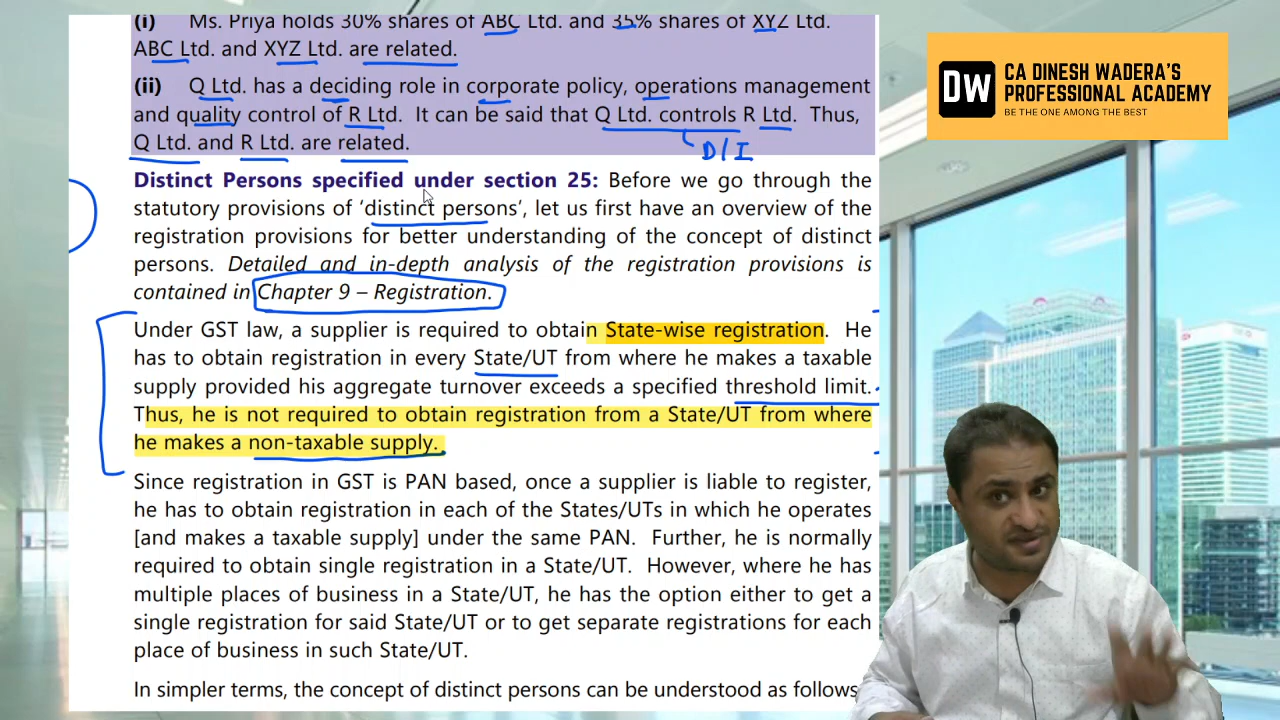 (i) Ms. Priya holds 30% shares of ABC Ltd. and 35% shares of XYZ Ltd.
ABC Ltd. and XYZ Ltd. are related.
(ii) Q Ltd. has a deciding role in corporate policy, operations management
and quality control of R Ltd. It can be said that Q Ltd. controls R Ltd. Thus,
Q Ltd. and R Ltd. are related.
D/I
Distinct Persons specified under section 25: Before we go through the
statutory provisions of ‘distinct persons’, let us first have an overview of the
registration provisions for better understanding of the concept of distinct
persons. Detailed and in-depth analysis of the registration provisions is
contained in Chapter 9 – Registration.
Under GST law, a supplier is required to obtain State-wise registration. He
has to obtain registration in every State/UT from where he makes a taxable
supply provided his aggregate turnover exceeds a specified threshold limit.
Thus, he is not required to obtain registration from a State/UT from where
he makes a non-taxable supply.
Since registration in GST is PAN based, once a supplier is liable to register,
he has to obtain registration in each of the States/UTs in which he operates
[and makes a taxable supply] under the same PAN. Further, he is normally
required to obtain single registration in a State/UT. However, where he has
multiple places of business in a State/UT, he has the option either to get a
single registration for said State/UT or to get separate registrations for each
place of business in such State/UT.
In simpler terms, the concept of distinct persons can be understood as follows
DW
CA DINESH WADERA'S
PROFESSIONAL ACADEMY
BE THE ONE AMONG THE BEST